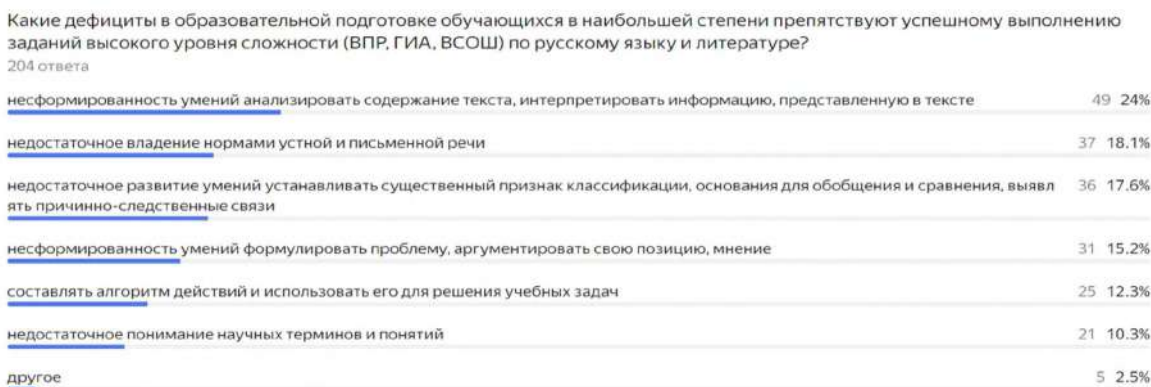 Какие дефициты в образовательной подготовке обучающихся в наибольшей степени препятствуют успешному выполнению
заданий высокого уровня сложности (ВПР, ГИА, ВСОШ) по русскому языку и литературе?
204 ответа
несформированность умений анализировать содержание текста, интерпретировать информацию, представленную в тексте 49 24%
недостаточное владение нормами устной и письменной речи 37 18.1%
недостаточное развитие умений устанавливать существенный признак классификации, основания для обобщения и сравнения, выявл 36 17.6%
ять причинно-следственные связи
несформированность умений формулировать проблему, аргументировать свою позицию, мнение 31 15.2%
составлять алгоритм действий и использовать его для решения учебных задач 25 12.3%
недостаточное понимание научных терминов и понятий 21 10.3%
другое 5 2.5%